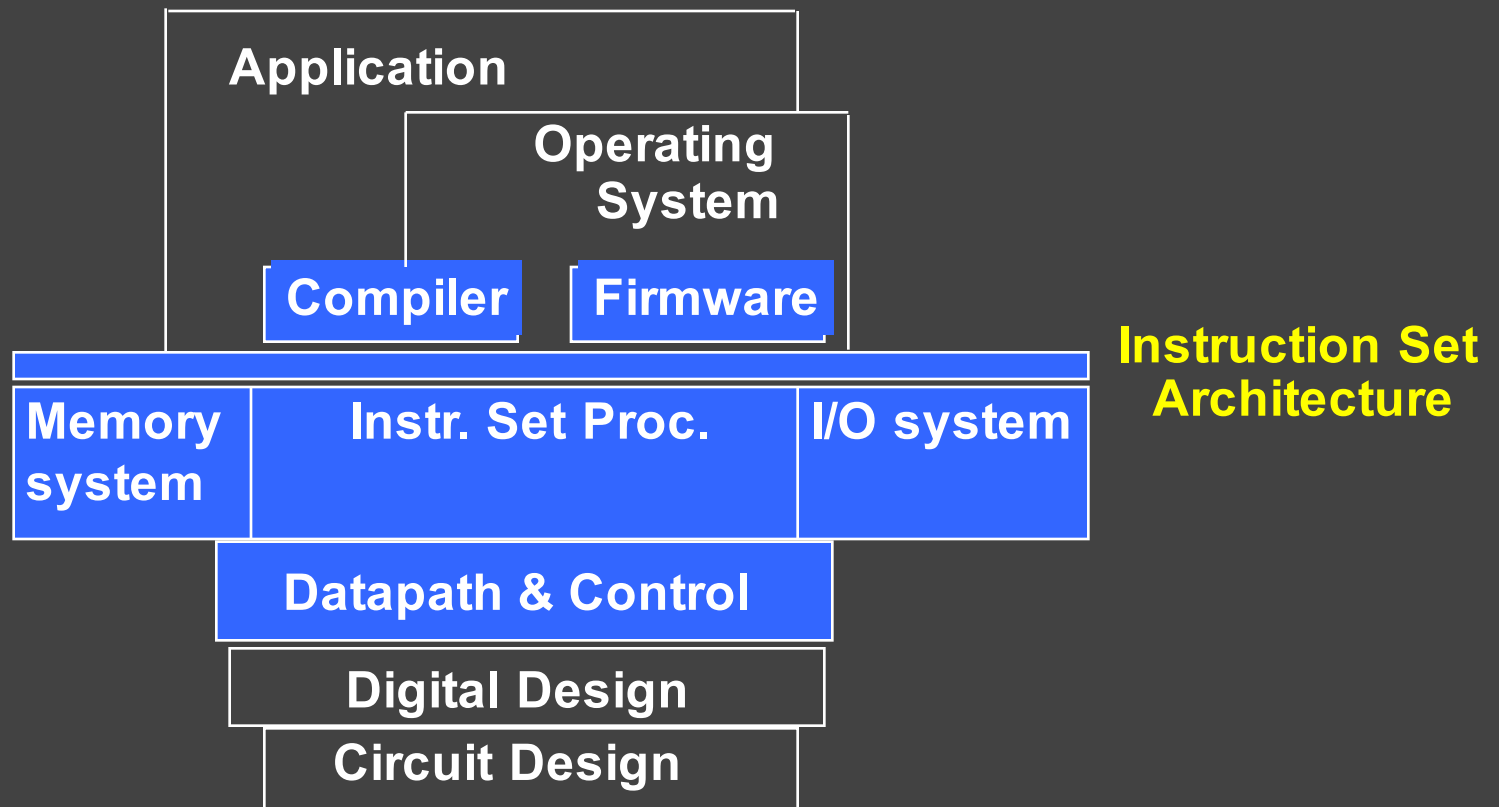 Application
Operating
System
Compiler
Firmware
Instruction Set
Architecture
Memory
system
Instr. Set Proc.
I/O system
Datapath & Control
Digital Design
Circuit Design